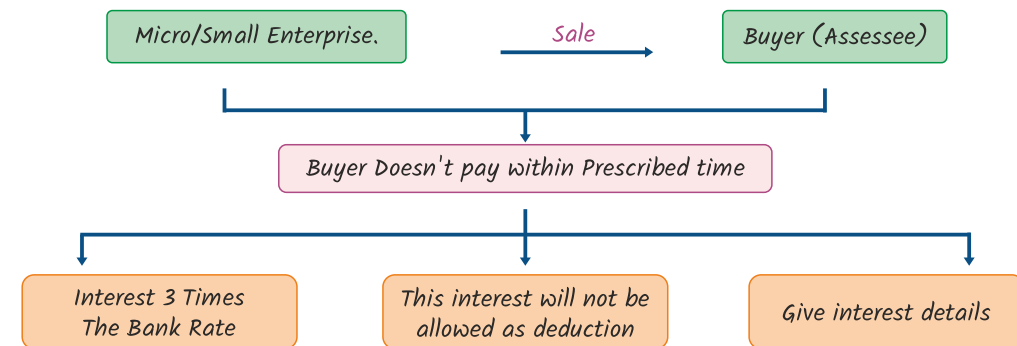 Micro/Small Enterprise.
Sale
Buyer (Assessee)
Buyer Doesn't pay within Prescribed time
Interest 3 Times
The Bank Rate
This interest will not be
allowed as deduction
Give interest details